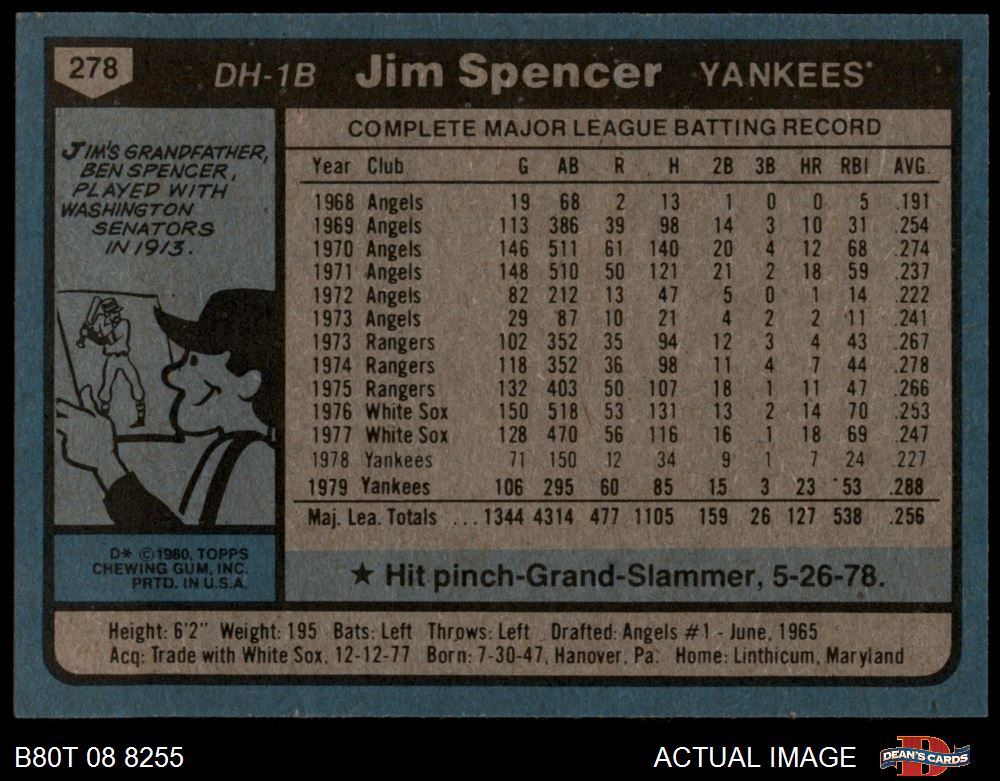 278 DH-1B Jim Spencer YANKEES
JIM'S GRANDFATHER,
BEN SPENCER,
PLAYED WITH
WASHINGTON
SENATORS
IN 1913.
COMPLETE MAJOR LEAGUE BATTING RECORD
Year Club G AB R H 2B 3B HR RBI AVG.
1968 Angels 19 68 2 13 1 0 0 5 .191
1969 Angels 113 386 39 98 14 3 10 31 .254
1970 Angels 146 511 61 140 20 4 12 68 .274
1971 Angels 148 510 50 121 21 2 18 59 .237
1972 Angels 82 212 13 47 5 0 1 14 .222
1973 Angels 29 87 10 21 4 2 2 11 .241
1973 Rangers 102 352 35 94 12 3 4 43 .267
1974 Rangers 118 352 36 98 11 4 7 44 .278
1975 Rangers 132 403 50 107 18 1 11 47 .266
1976 White Sox 150 518 53 131 13 2 14 70 .253
1977 White Sox 128 470 56 116 16 1 18 69 .247
1978 Yankees 71 150 12 34 9 1 7 24 .227
1979 Yankees 106 295 60 85 15 3 23 53 .288
Maj. Lea. Totals ... 1344 4314 477 1105 159 26 127 538 .256
D* ©1980, TOPPS
CHEWING GUM, INC.
PRTD. IN U.S.A.
★ Hit pinch-Grand-Slammer, 5-26-78.
Height: 6'2" Weight: 195 Bats: Left Throws: Left Drafted: Angels #1 - June, 1965
Acq: Trade with White Sox, 12-12-77 Born: 7-30-47, Hanover, Pa. Home: Linthicum, Maryland
B80T 08 8255 ACTUAL IMAGE DEAN'S CARDS